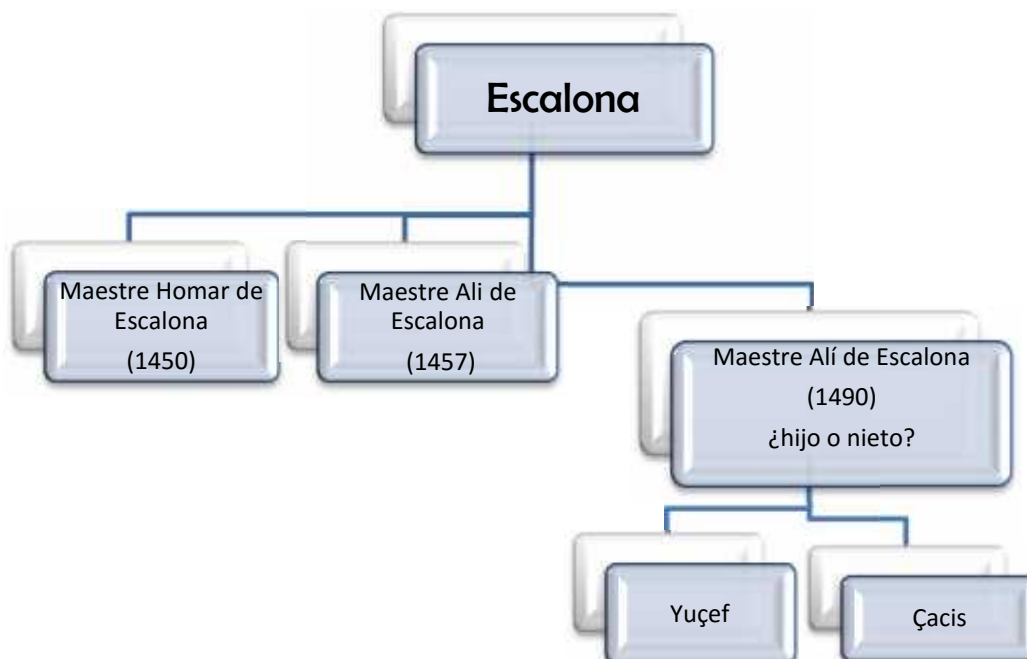 Escalona
Maestre Homar de
Escalona
(1450)
Maestre Ali de
Escalona
(1457)
Maestre Alí de Escalona
(1490)
¿hijo o nieto?
Yuçef
Çacis